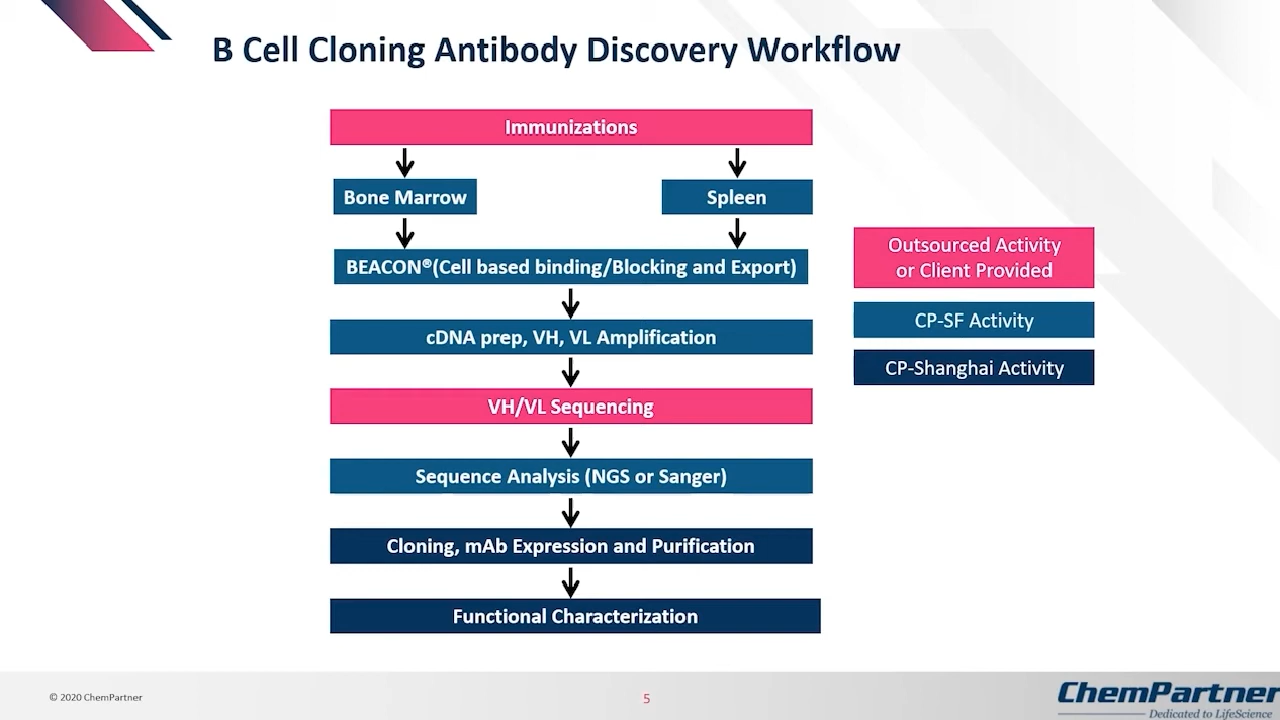 B Cell Cloning Antibody Discovery Workflow
Immunizations
Bone Marrow
Spleen
BEACON®(Cell based binding/Blocking and Export)
cDNA prep, VH, VL Amplification
VH/VL Sequencing
Sequence Analysis (NGS or Sanger)
Cloning, mAb Expression and Purification
Functional Characterization
Outsourced Activity
or Client Provided
CP-SF Activity
CP-Shanghai Activity
© 2020 ChemPartner
5
ChemPartner
Dedicated to LifeScience